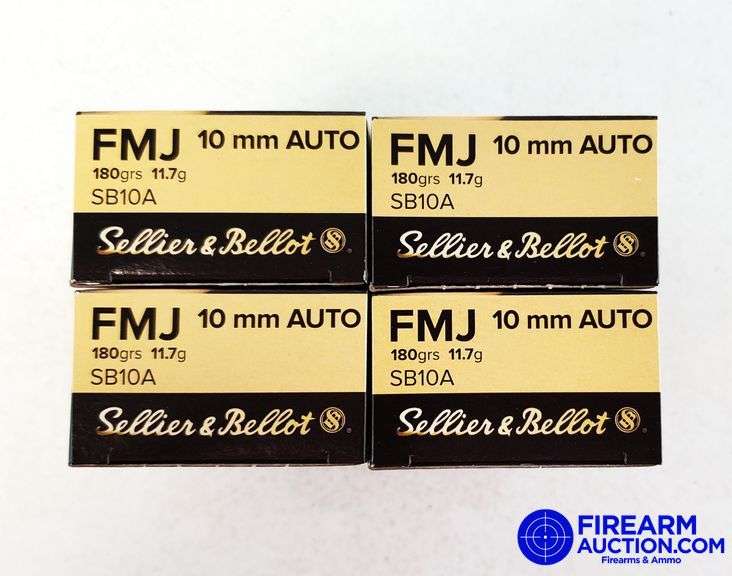 FMJ 10 mm AUTO
180grs 11.7g
SB10A
Sellier & Bellot
FMJ 10 mm AUTO
180grs 11.7g
SB10A
Sellier & Bellot
FMJ 10 mm AUTO
180grs 11.7g
SB10A
Sellier & Bellot
FMJ 10 mm AUTO
180grs 11.7g
SB10A
Sellier & Bellot
FIREARM
AUCTION.COM
Firearms & Ammo